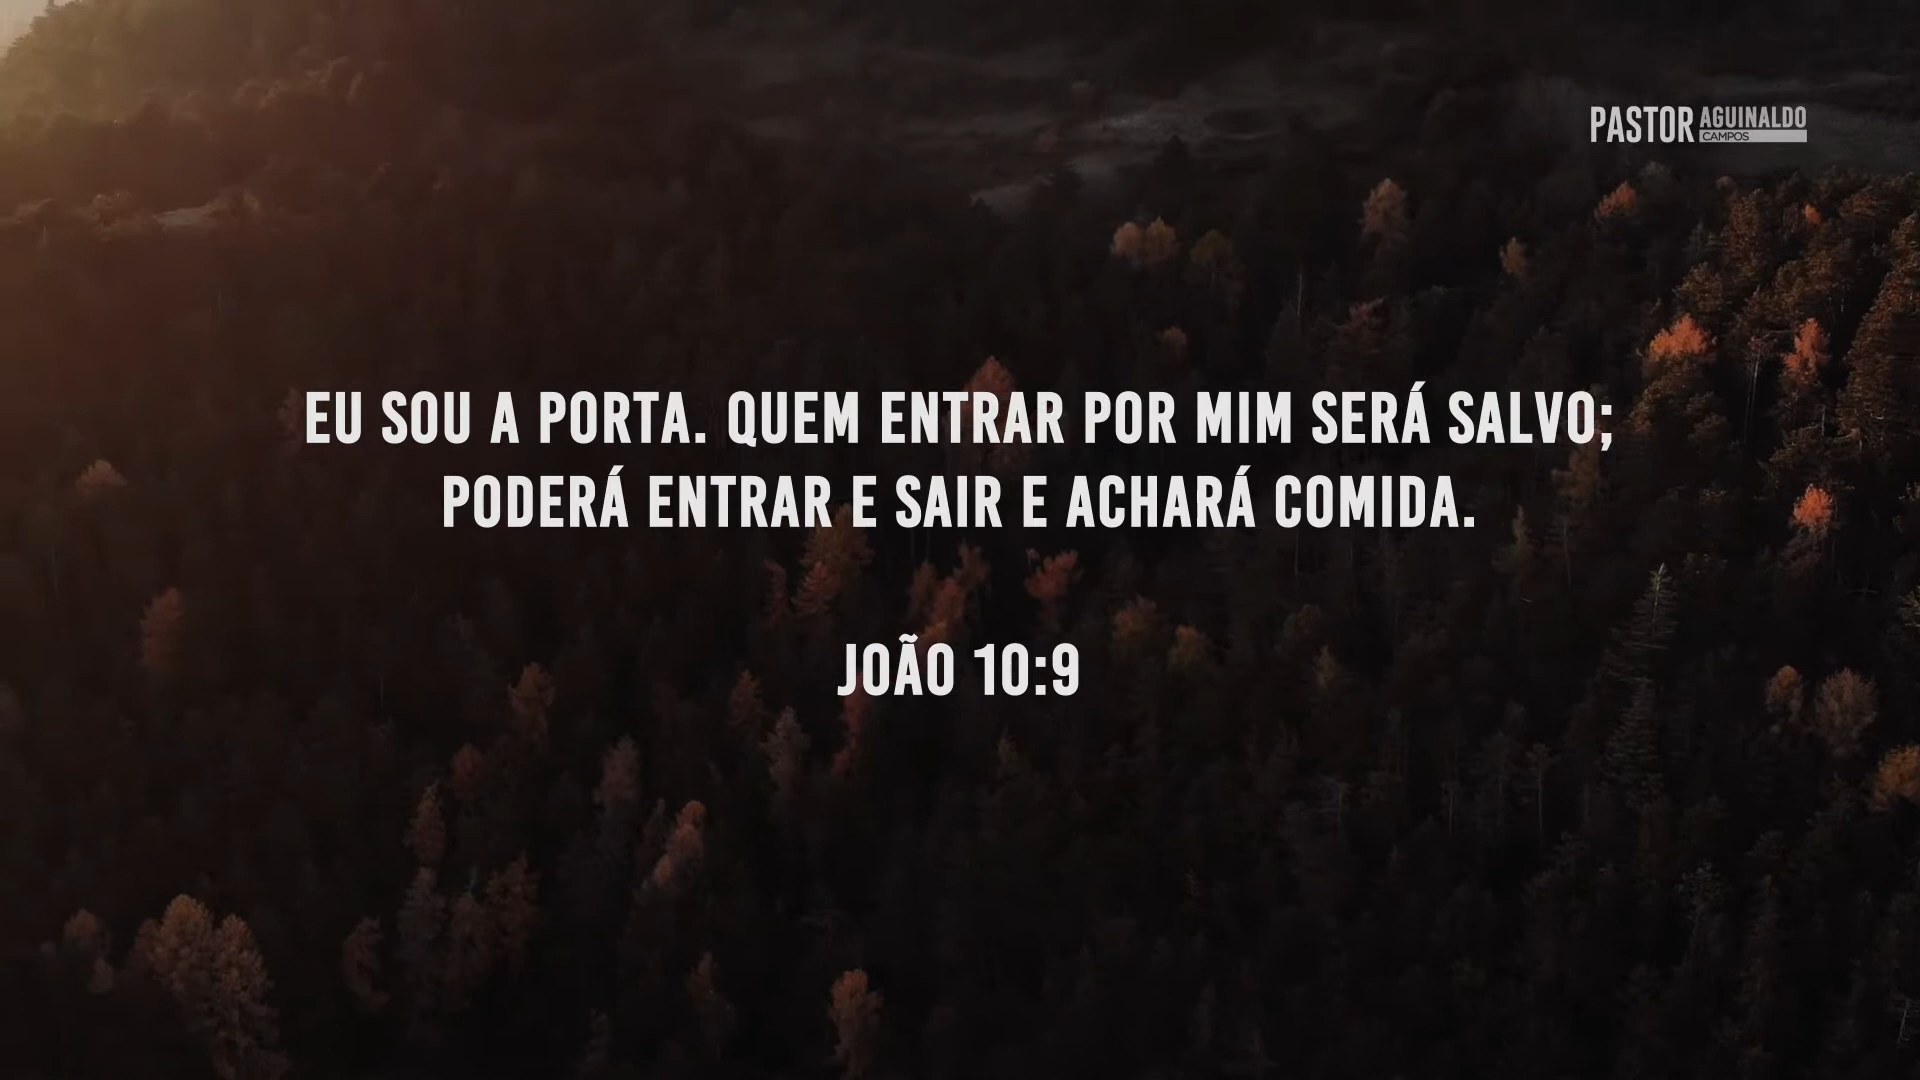 PASTOR AGUINALDO
CAMPOS
EU SOU A PORTA. QUEM ENTRAR POR MIM SERÁ SALVO;
PODERÁ ENTRAR E SAIR E ACHARÁ COMIDA.
JOÃO 10:9